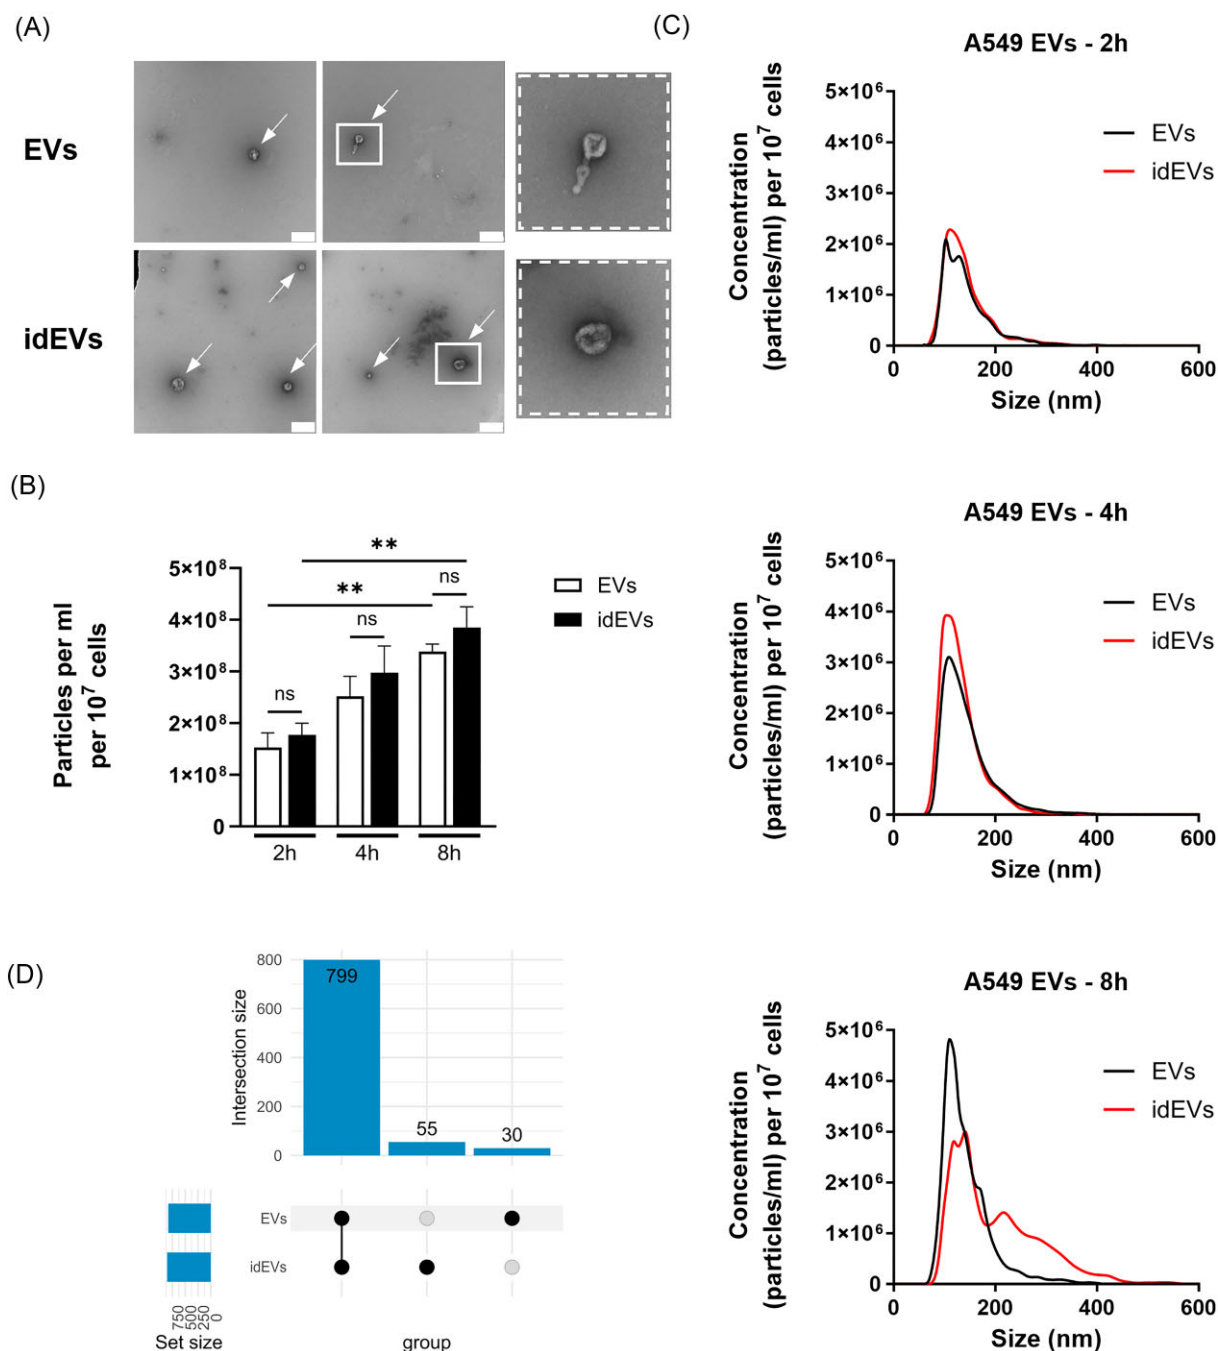 (A)
EVs
idEVs
(B)
Particles per ml
per 10⁷ cells
5×10⁸
4×10⁸
3×10⁸
2×10⁸
1×10⁸
0
ns
**
ns
**
ns
EVs
idEVs
2h
4h
8h
(C)
A549 EVs - 2h
Concentration
(particles/ml) per 10⁷ cells
5×10⁶
4×10⁶
3×10⁶
2×10⁶
1×10⁶
0
EVs
idEVs
0 200 400 600
Size (nm)
A549 EVs - 4h
Concentration
(particles/ml) per 10⁷ cells
5×10⁶
4×10⁶
3×10⁶
2×10⁶
1×10⁶
0
EVs
idEVs
0 200 400 600
Size (nm)
A549 EVs - 8h
Concentration
(particles/ml) per 10⁷ cells
5×10⁶
4×10⁶
3×10⁶
2×10⁶
1×10⁶
0
EVs
idEVs
0 200 400 600
Size (nm)
(D)
Intersection size
800
600
400
200
0
799
55
30
EVs
idEVs
750
500
250
0
Set size
group